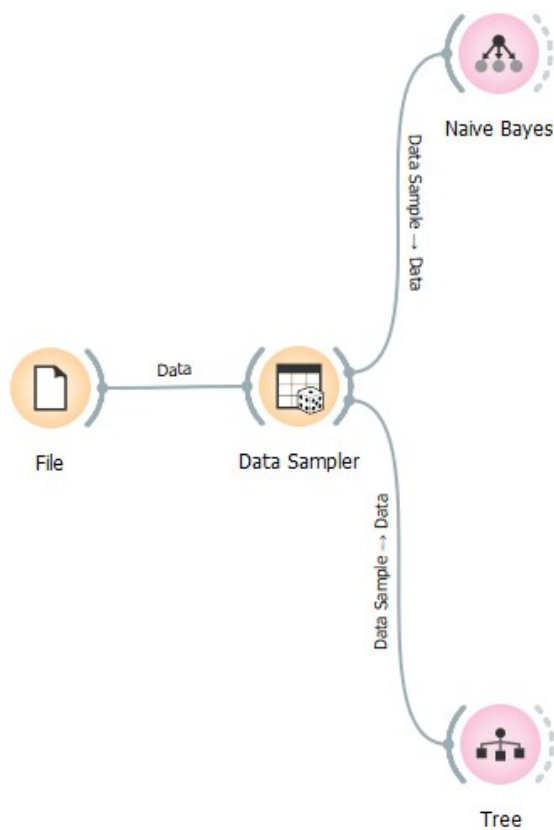 Naive Bayes
Data Sample → Data
Data
File
Data Sampler
Data Sample → Data
Tree